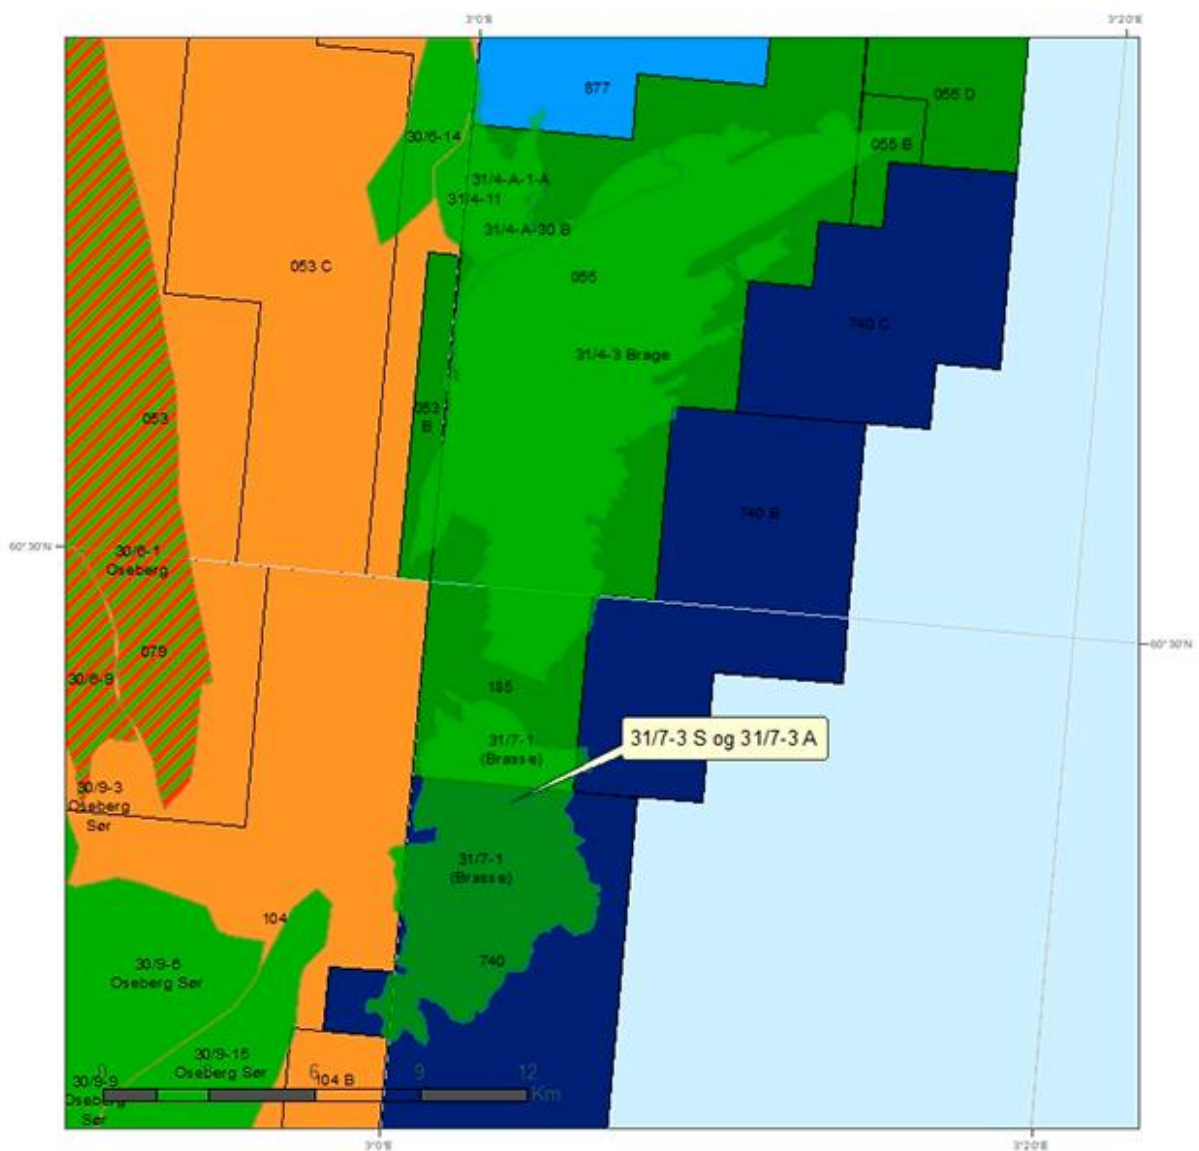 3°0'E
3°20'E
877
055 D
30/6-14
055 B
31/4-A-1-A
31/4-11
31/4-A-30 B
053 C
055
740 C
31/4-3 Brage
053
B
053
740 B
60°30'N
30/6-1
Oseberg
60°30'N
079
30/6-9
185
31/7-3 S og 31/7-3 A
31/7-1
(Brasse)
30/9-3
Oseberg
Sør
31/7-1
(Brasse)
104
740
30/9-6
Oseberg Sør
30/9-15
Oseberg Sør
0
6
9
12
Km
104 B
30/9-9
Oseberg
Sør
3°0'E
3°20'E